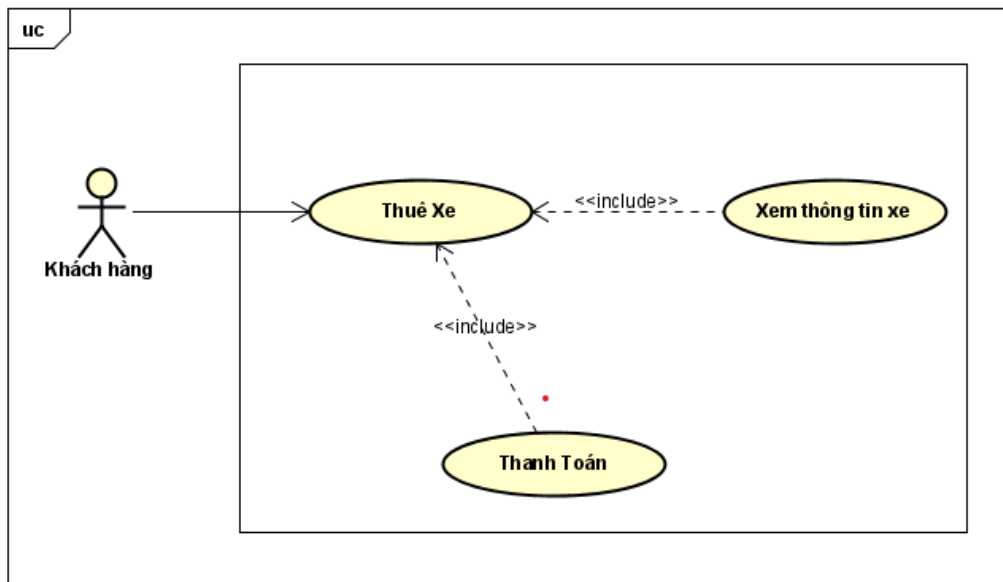 uc
Thuê Xe
<<include>>
Xem thông tin xe
Khách hàng
<<include>>
Thanh Toán